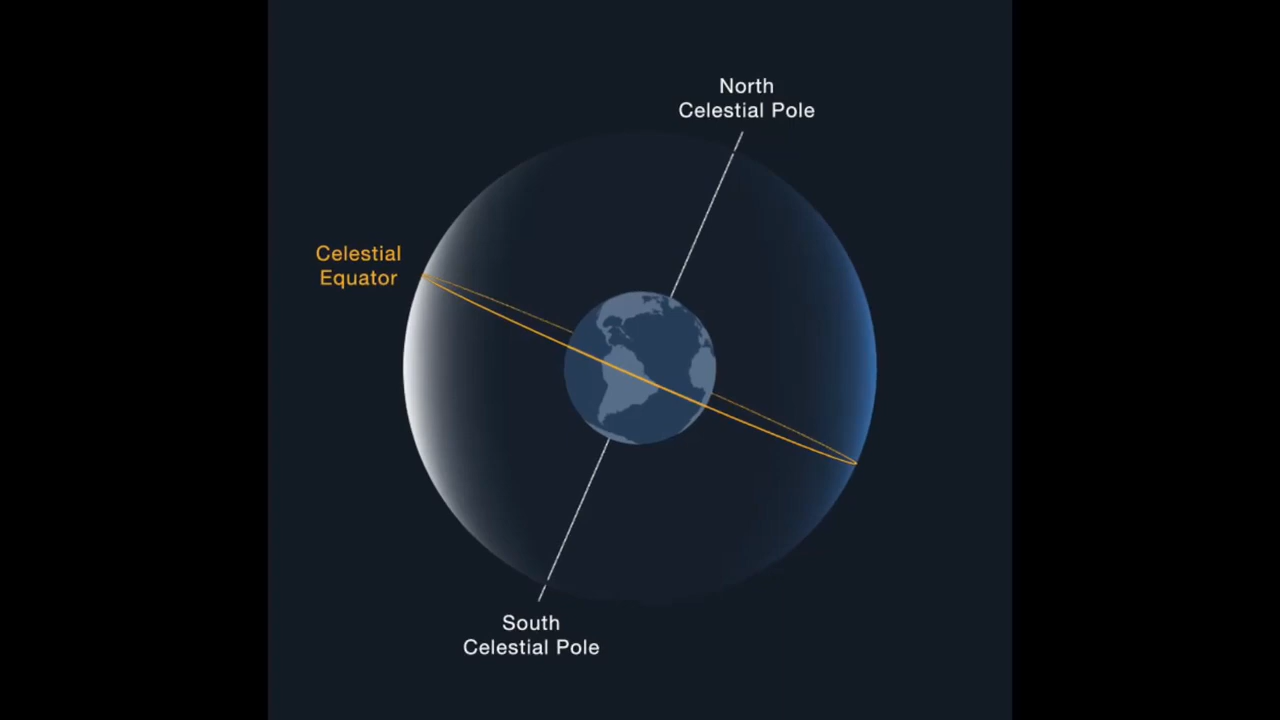 North
Celestial Pole
Celestial
Equator
South
Celestial Pole